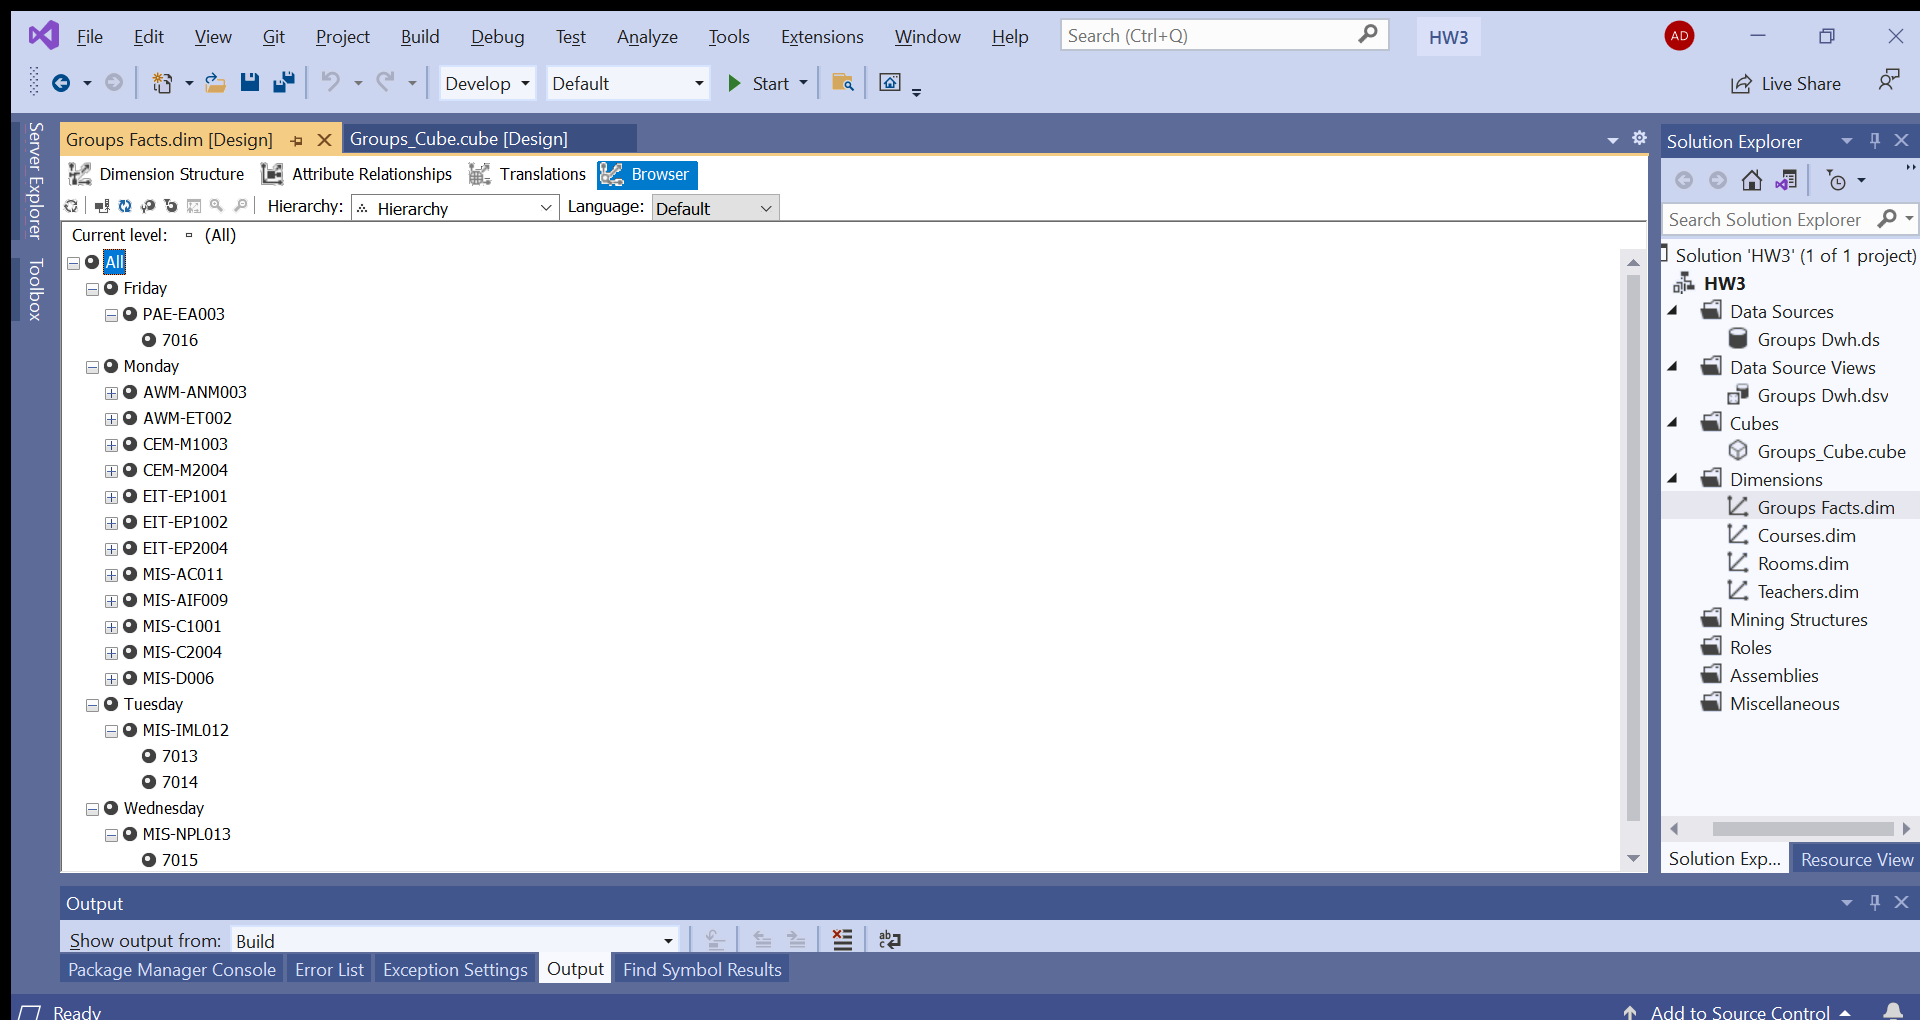 File Edit View Git Project Build Debug Test Analyze Tools Extensions Window Help Search (Ctrl+Q) HW3 AD
Develop Default Start Live Share
Server Explorer
Toolbox
Groups Facts.dim [Design] Groups_Cube.cube [Design]
Dimension Structure Attribute Relationships Translations Browser
Hierarchy: Hierarchy Language: Default
Current level: (All)
All
Friday
PAE-EA003
7016
Monday
AWM-ANM003
AWM-ET002
CEM-M1003
CEM-M2004
EIT-EP1001
EIT-EP1002
EIT-EP2004
MIS-AC011
MIS-AIF009
MIS-C1001
MIS-C2004
MIS-D006
Tuesday
MIS-IML012
7013
7014
Wednesday
MIS-NPL013
7015
Solution Explorer
Search Solution Explorer
Solution 'HW3' (1 of 1 project)
HW3
Data Sources
Groups Dwh.ds
Data Source Views
Groups Dwh.dsv
Cubes
Groups_Cube.cube
Dimensions
Groups Facts.dim
Courses.dim
Rooms.dim
Teachers.dim
Mining Structures
Roles
Assemblies
Miscellaneous
Solution Exp... Resource View
Output
Show output from: Build
Package Manager Console Error List Exception Settings Output Find Symbol Results
Ready Add to Source Control